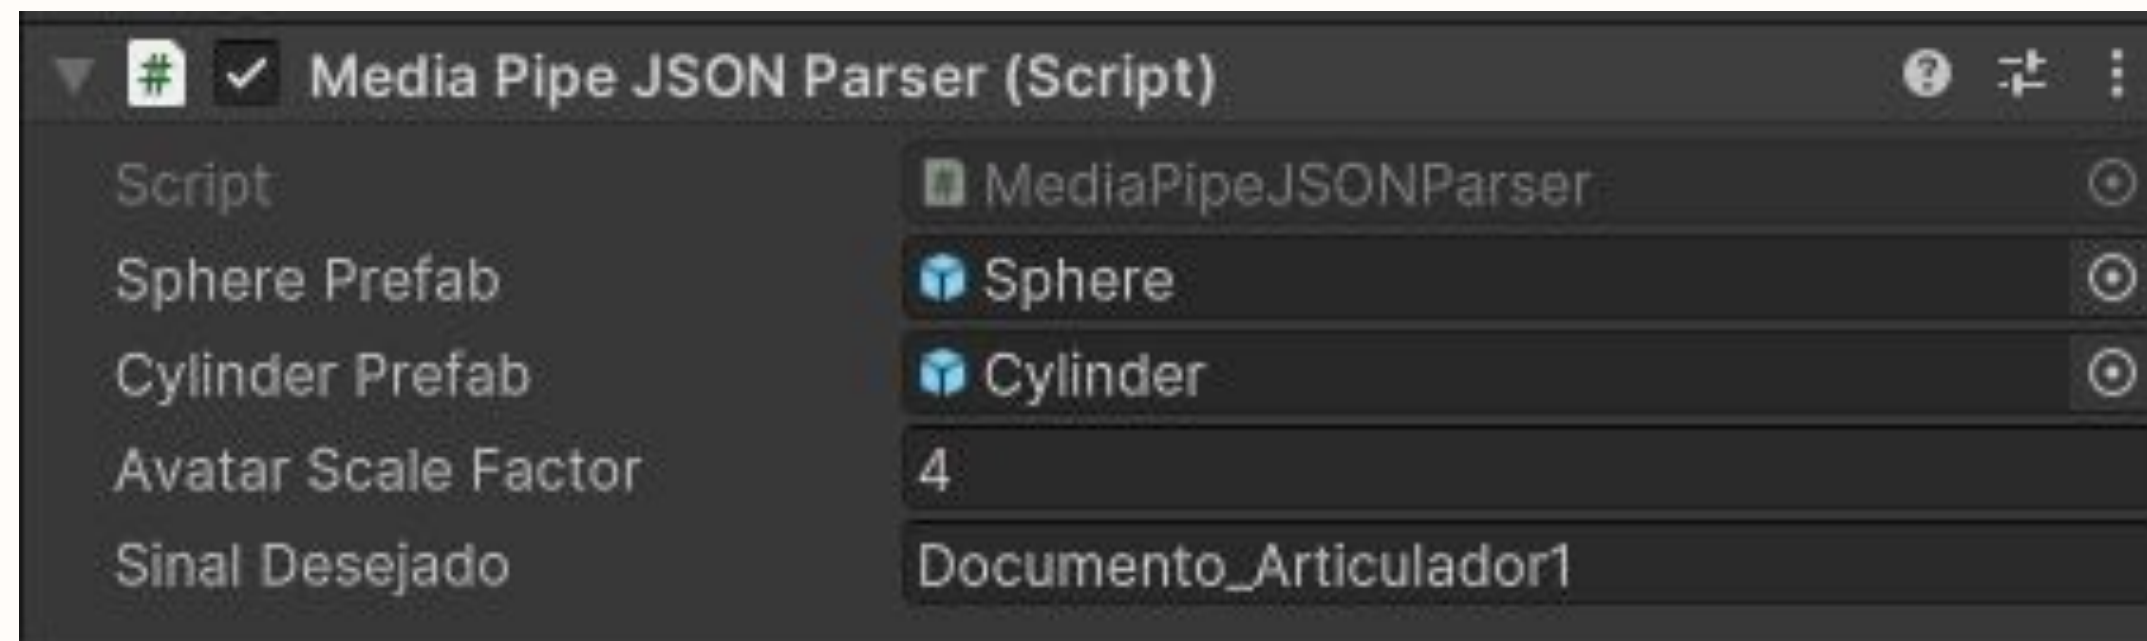 # Media Pipe JSON Parser (Script) ?
Script # MediaPipeJSONParser
Sphere Prefab Sphere
Cylinder Prefab Cylinder
Avatar Scale Factor 4
Sinal Desejado Documento_Articulador1